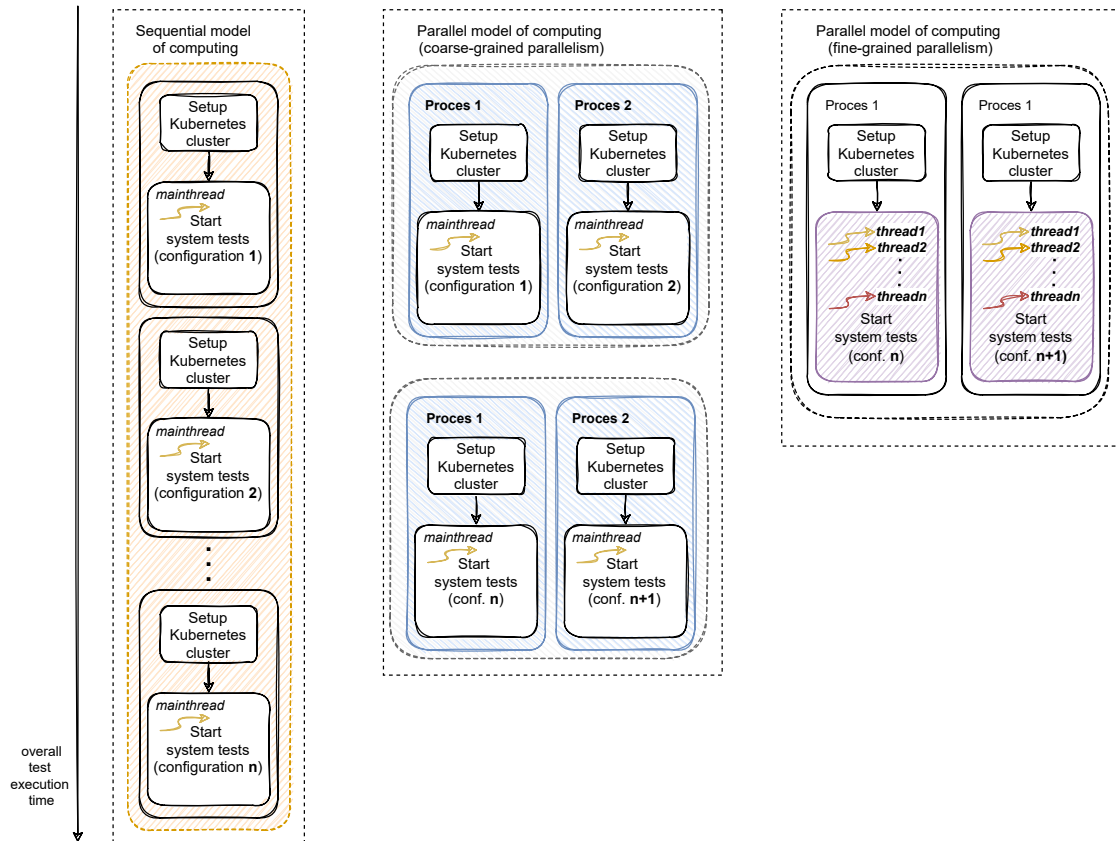 Sequential model
of computing
Setup
Kubernetes
cluster
mainthread
Start
system tests
(configuration 1)
Setup
Kubernetes
cluster
mainthread
Start
system tests
(configuration 2)
.
.
.
Setup
Kubernetes
cluster
mainthread
Start
system tests
(configuration n)
overall
test
execution
time
Parallel model of computing
(coarse-grained parallelism)
Proces 1
Setup
Kubernetes
cluster
mainthread
Start
system tests
(configuration 1)
Proces 2
Setup
Kubernetes
cluster
mainthread
Start
system tests
(configuration 2)
Proces 1
Setup
Kubernetes
cluster
mainthread
Start
system tests
(conf. n)
Proces 2
Setup
Kubernetes
cluster
mainthread
Start
system tests
(conf. n+1)
Parallel model of computing
(fine-grained parallelism)
Proces 1
Setup
Kubernetes
cluster
thread1
thread2
.
.
.
threadn
Start
system tests
(conf. n)
Proces 1
Setup
Kubernetes
cluster
thread1
thread2
.
.
.
threadn
Start
system tests
(conf. n+1)